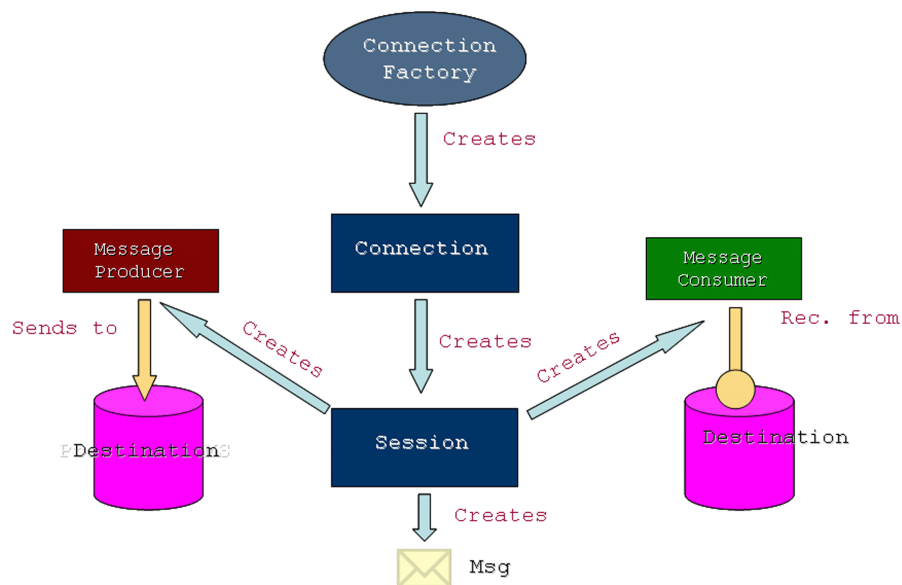 Connection
Factory
Creates
Connection
Message
Producer
Message
Consumer
Sends to
Creates
Creates
Creates
Rec. from
Destination
Session
Destination
Creates
Msg